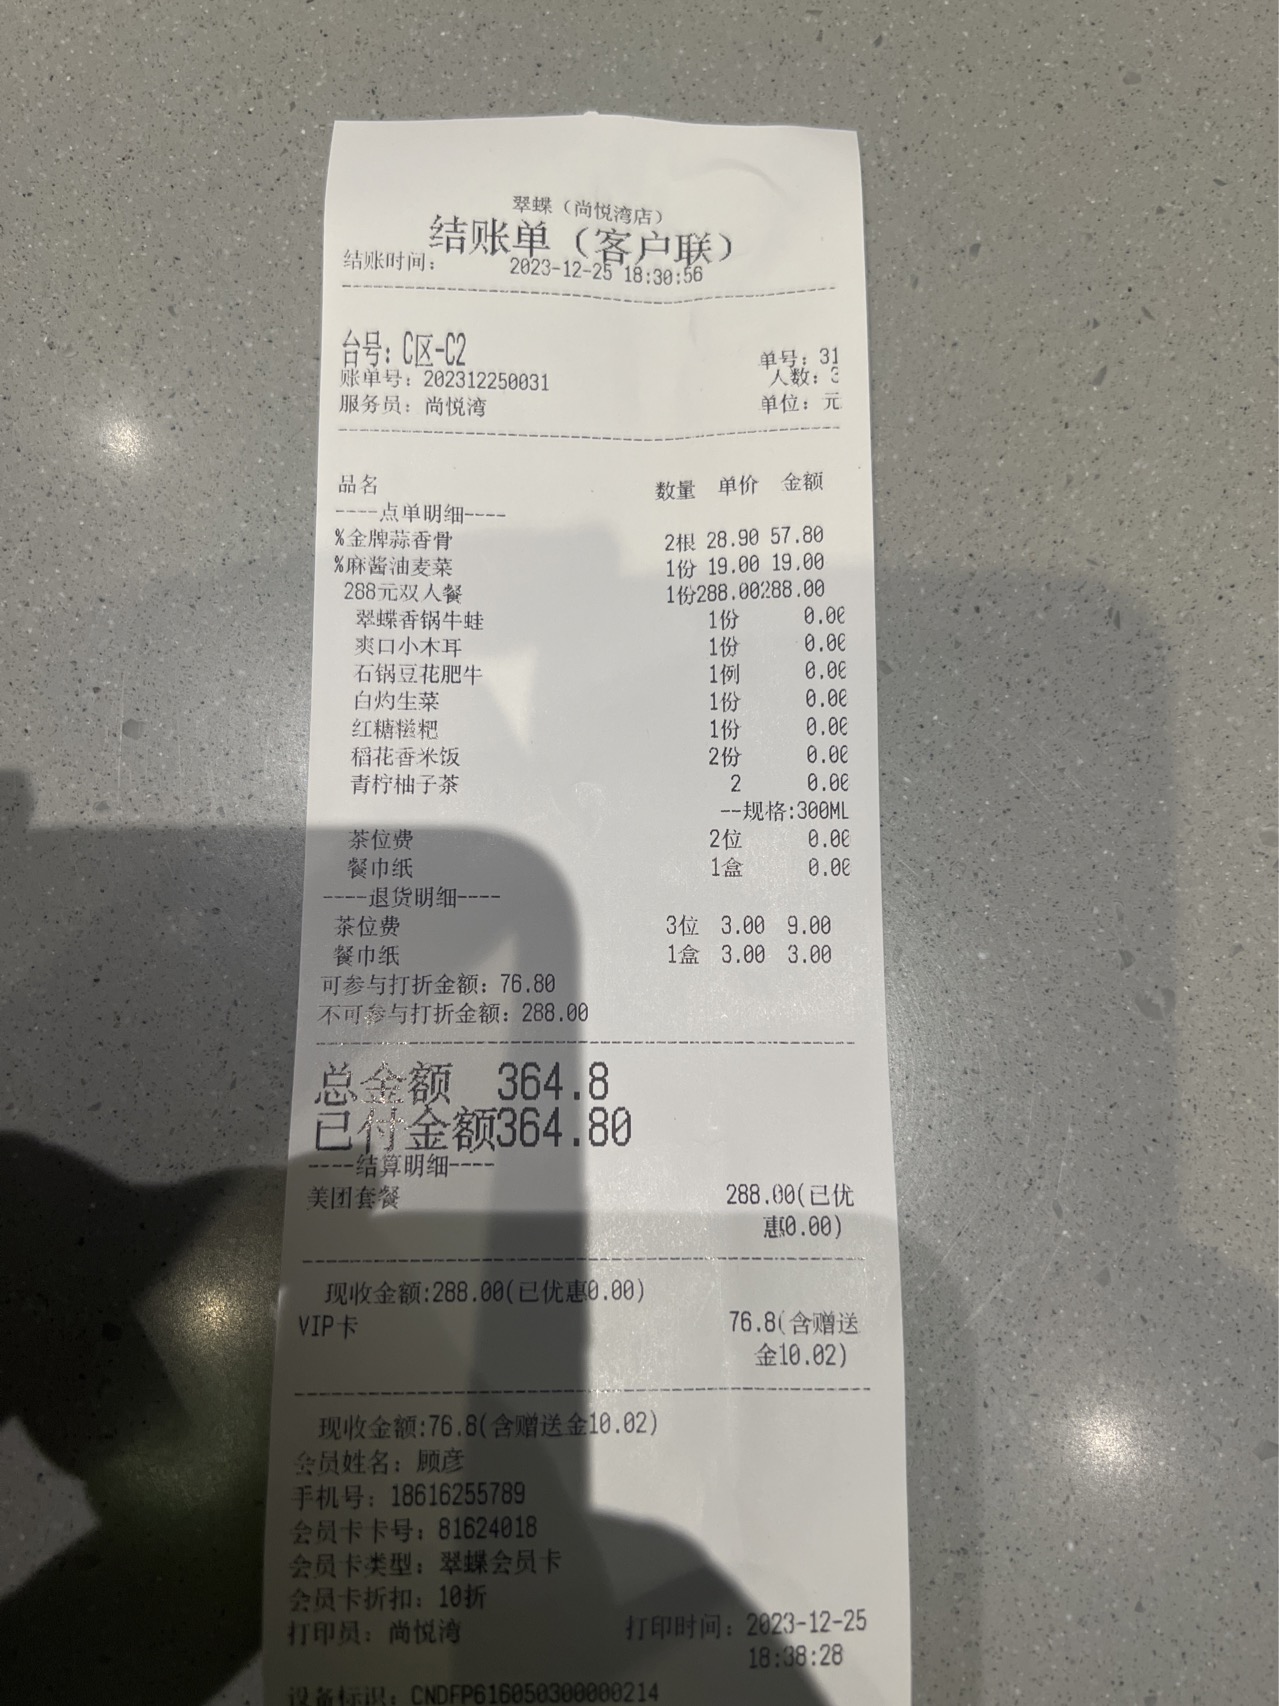 翠蝶（尚悦湾店）
结账单（客户联）
结账时间： 2023-12-25 18:30:56
台号：C区-C2
单号：31
账单号：202312250031 人数：3
服务员：尚悦湾 单位：元
品名 数量 单价 金额
----点单明细----
%金牌蒜香骨 2根 28.90 57.80
%麻酱油麦菜 1份 19.00 19.00
288元双人餐 1份288.00288.00
翠蝶香锅牛蛙 1份 0.00
爽口小木耳 1份 0.00
石锅豆花肥牛 1例 0.00
白灼生菜 1份 0.00
红糖糍粑 1份 0.00
稻花香米饭 2份 0.00
青柠柚子茶 2 0.00
--规格:300ML
茶位费 2位 0.00
餐巾纸 1盒 0.00
----退货明细----
茶位费 3位 3.00 9.00
餐巾纸 1盒 3.00 3.00
可参与打折金额：76.80
不可参与打折金额：288.00
总金额 364.8
已付金额364.80
----结算明细----
美团套餐 288.00(已优
惠0.00)
现收金额:288.00(已优惠0.00)
VIP卡 76.8(含赠送
金10.02)
现收金额:76.8(含赠送金10.02)
会员姓名：顾彦
手机号：18616255789
会员卡卡号：81624018
会员卡类型：翠蝶会员卡
会员卡折扣：10折
打印员：尚悦湾 打印时间：2023-12-25
18:38:28
设备标识：CNDFP616050300000214